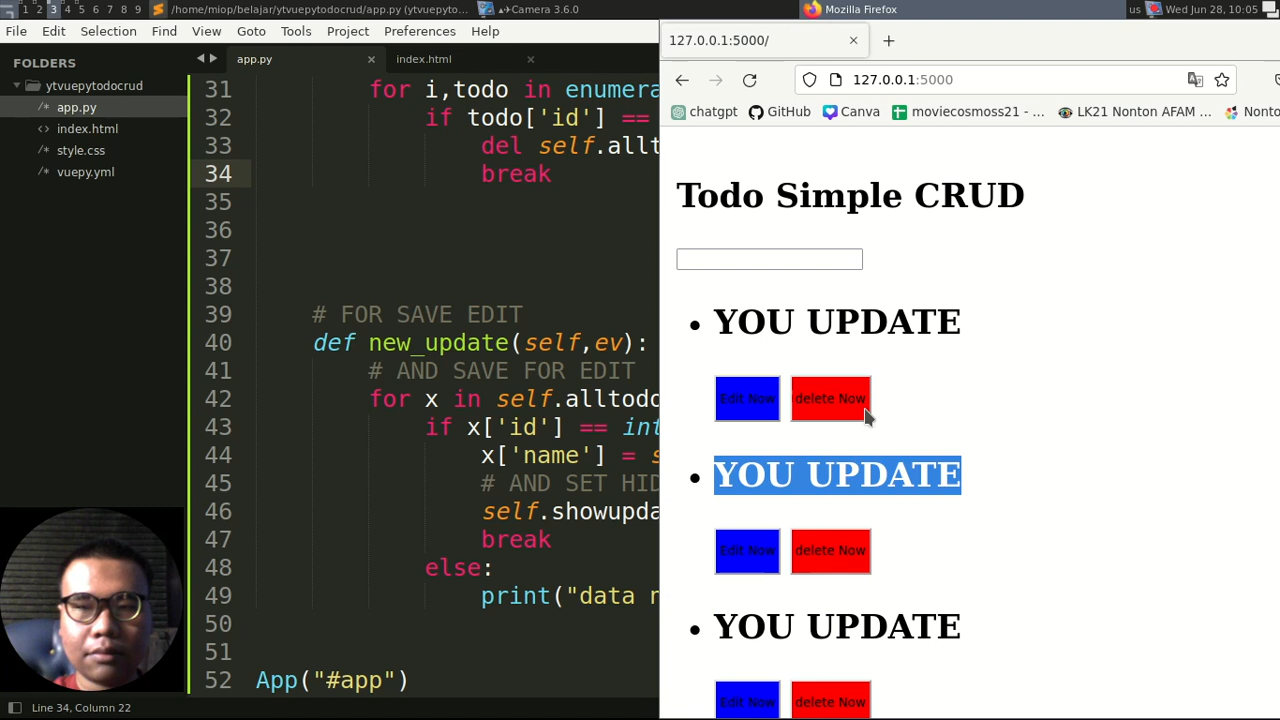 1 2 3 4 5 6 7 8 9 /home/miop/belajar/ytvuepytodocrud/app.py (ytvuepyto... Camera 3.6.0 Mozilla Firefox us Wed Jun 28, 10:05
File Edit Selection Find View Goto Tools Project Preferences Help
FOLDERS
ytvuepytodocrud
/* app.py
<> index.html
/* style.css
/* vuepy.yml
app.py × index.html ×
31 for i,todo in enumera
32 if todo['id'] ==
33 del self.allt
34 break
35
36
37
38
39 # FOR SAVE EDIT
40 def new_update(self,ev):
41 # AND SAVE FOR EDIT
42 for x in self.alltodo
43 if x['id'] == int
44 x['name'] = s
45 # AND SET HID
46 self.showupda
47 break
48 else:
49 print("data n
50
51
52 App("#app")
Line 34, Column 22
127.0.0.1:5000/ × +
127.0.0.1:5000
chatgpt GitHub Canva moviecosmoss21 - ... LK21 Nonton AFAM ... Nonto
Todo Simple CRUD
• YOU UPDATE
Edit Now delete Now
• YOU UPDATE
Edit Now delete Now
• YOU UPDATE
Edit Now delete Now